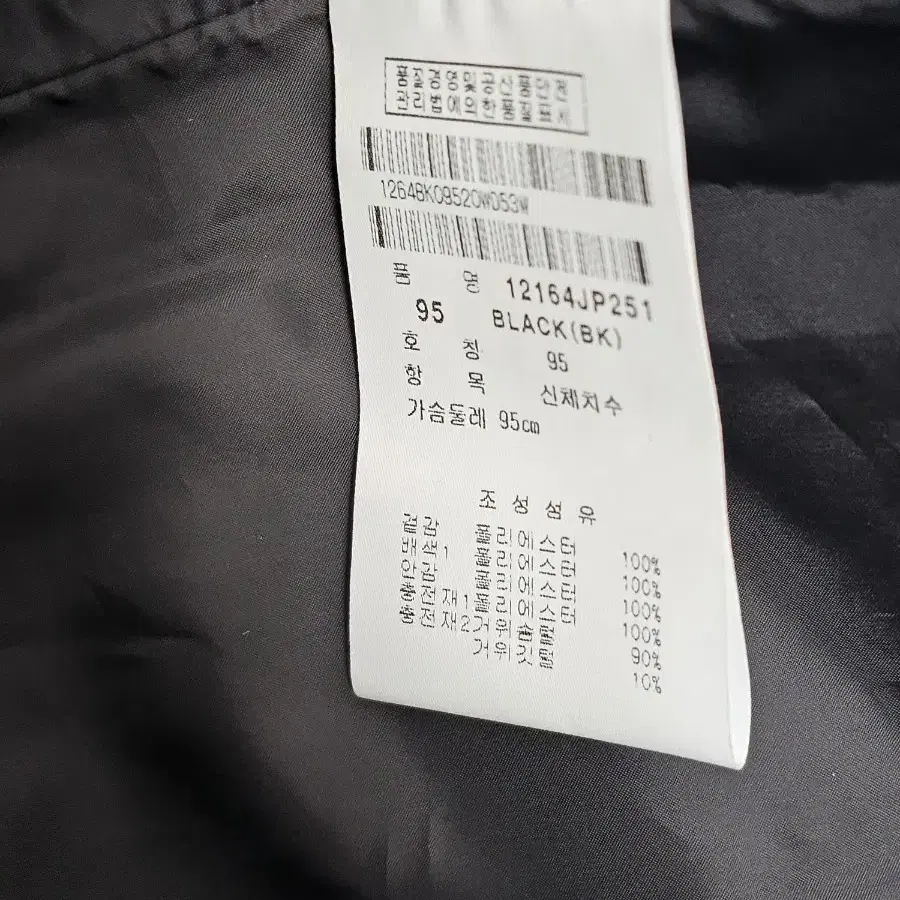 품질경영및공산품안전
관리법에의한품질표시
1264BK09520WD53W
품 명 12164JP251
95 BLACK(BK)
호 칭 95
항 목 신체치수
가슴둘레 95cm
조성섬유
겉감 폴리에스터 100%
배색1 폴리에스터 100%
안감 폴리에스터 100%
충전재1 폴리에스터 100%
충전재2 거위솜털 90%
거위깃털 10%